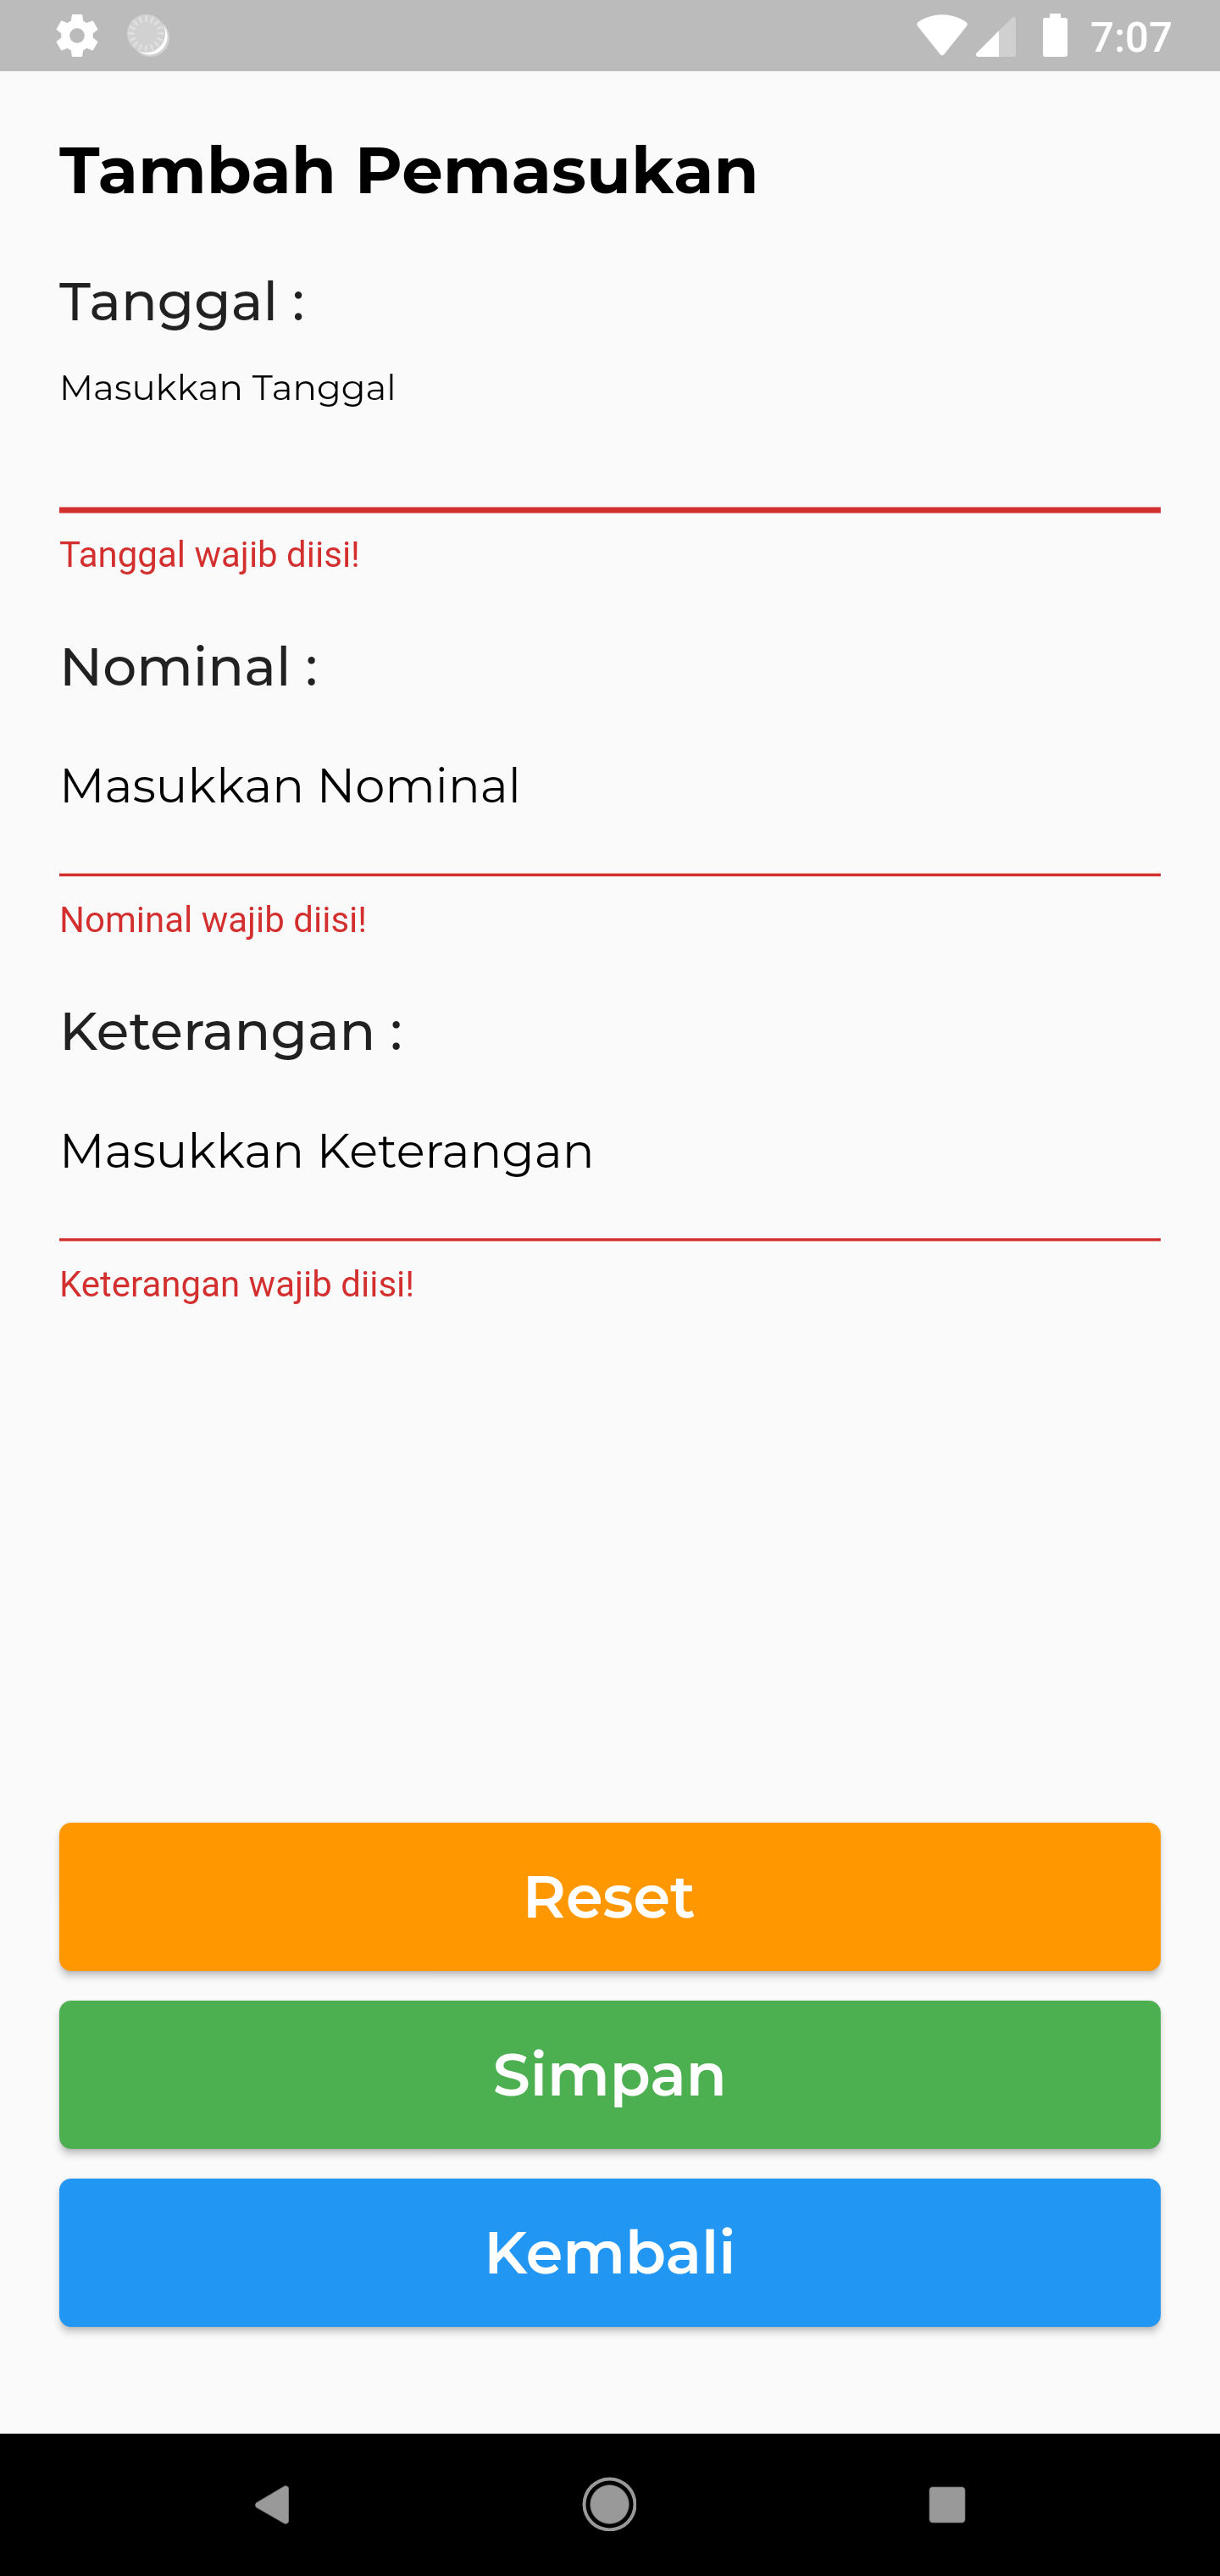 7:07
Tambah Pemasukan
Tanggal :
Masukkan Tanggal
Tanggal wajib diisi!
Nominal :
Masukkan Nominal
Nominal wajib diisi!
Keterangan :
Masukkan Keterangan
Keterangan wajib diisi!
Reset
Simpan
Kembali